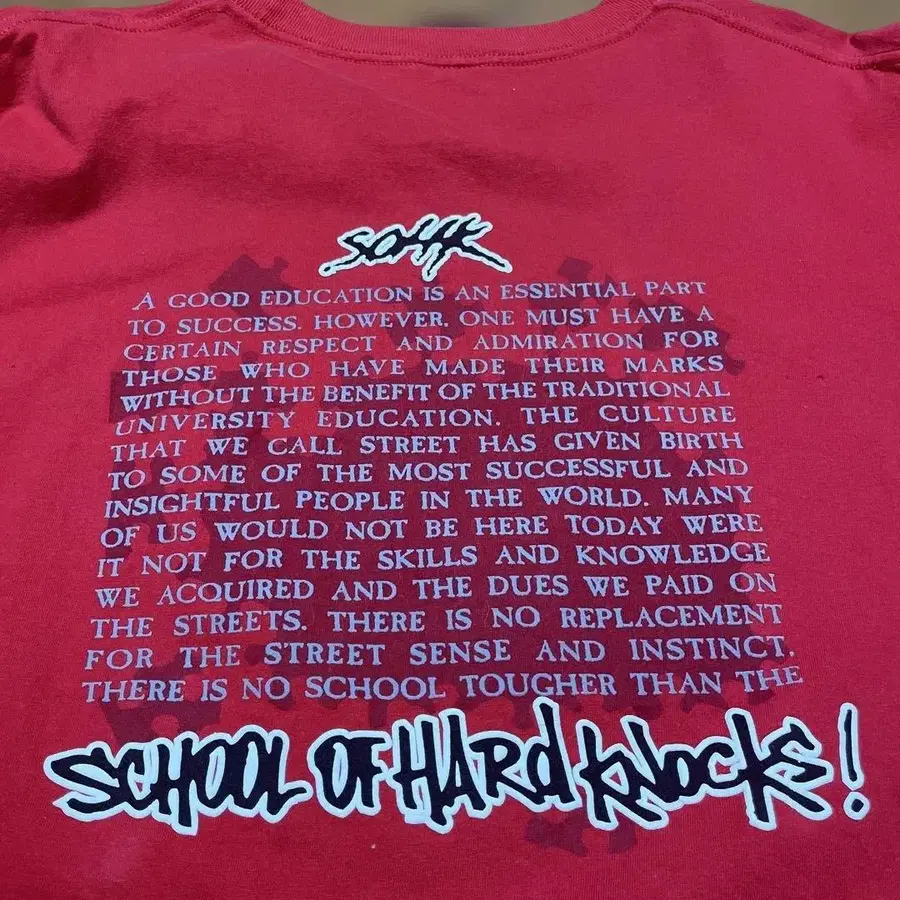 SOHK
A GOOD EDUCATION IS AN ESSENTIAL PART
TO SUCCESS. HOWEVER, ONE MUST HAVE A
CERTAIN RESPECT AND ADMIRATION FOR
THOSE WHO HAVE MADE THEIR MARKS
WITHOUT THE BENEFIT OF THE TRADITIONAL
UNIVERSITY EDUCATION. THE CULTURE
THAT WE CALL STREET HAS GIVEN BIRTH
TO SOME OF THE MOST SUCCESSFUL AND
INSIGHTFUL PEOPLE IN THE WORLD. MANY
OF US WOULD NOT BE HERE TODAY WERE
IT NOT FOR THE SKILLS AND KNOWLEDGE
WE ACQUIRED AND THE DUES WE PAID ON
THE STREETS. THERE IS NO REPLACEMENT
FOR THE STREET SENSE AND INSTINCT.
THERE IS NO SCHOOL TOUGHER THAN THE
SCHOOL OF HARd KNOCKS!